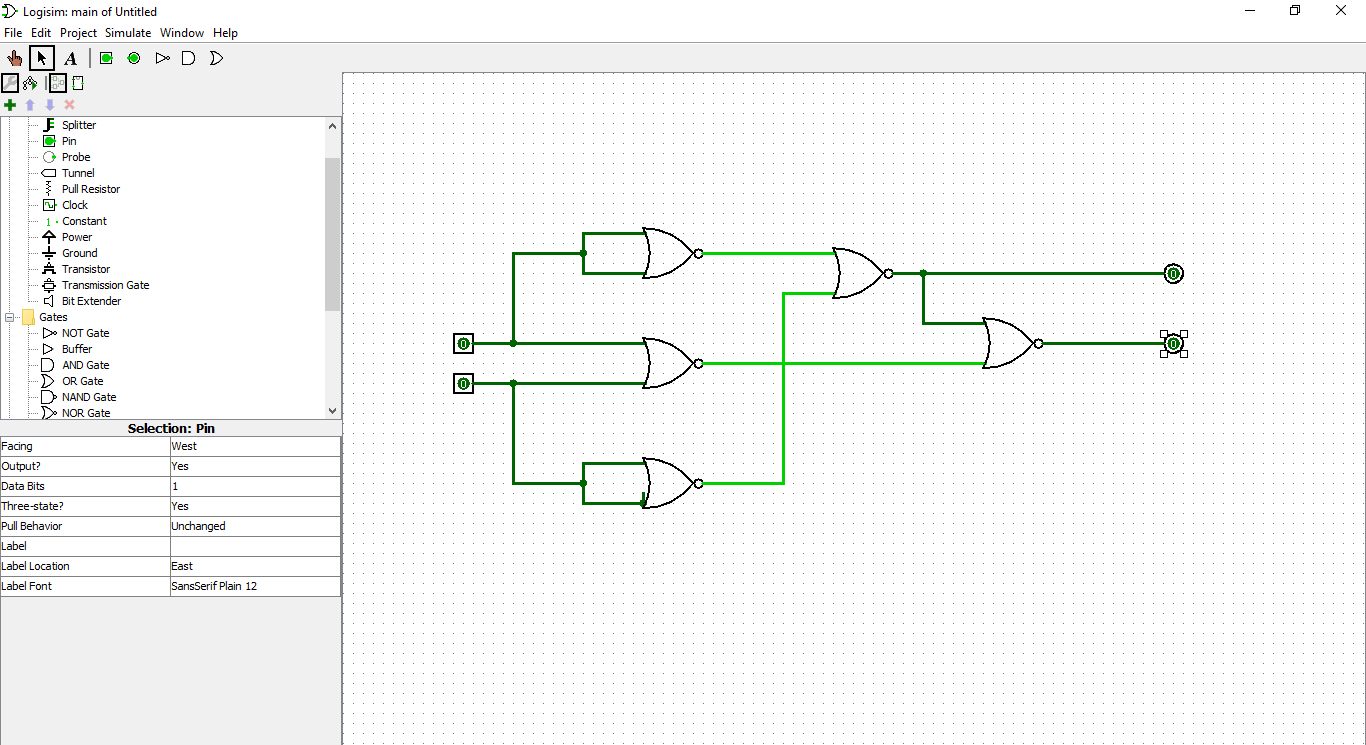 Logisim: main of Untitled
File Edit Project Simulate Window Help
A
Splitter
Pin
Probe
Tunnel
Pull Resistor
Clock
1 Constant
Power
Ground
Transistor
Transmission Gate
Bit Extender
Gates
NOT Gate
Buffer
AND Gate
OR Gate
NAND Gate
NOR Gate
Selection: Pin
Facing West
Output? Yes
Data Bits 1
Three-state? Yes
Pull Behavior Unchanged
Label
Label Location East
Label Font SansSerif Plain 12
0
0
0
0